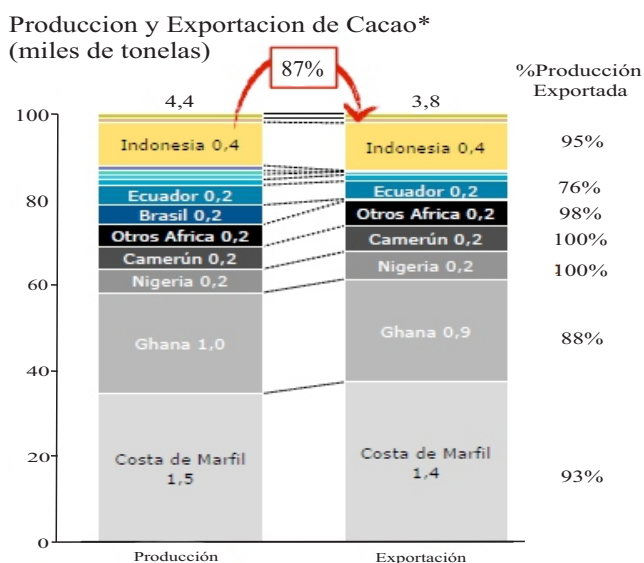 Produccion y Exportacion de Cacao*
(miles de tonelas)
87%
%Producción
Exportada
4,4
3,8
100
80
60
40
20
0
Indonesia 0,4
Ecuador 0,2
Brasil 0,2
Otros Africa 0,2
Camerún 0,2
Nigeria 0,2
Ghana 1,0
Costa de Marfil
1,5
Indonesia 0,4
Ecuador 0,2
Otros Africa 0,2
Camerún 0,2
Nigeria 0,2
Ghana 0,9
Costa de Marfil
1,4
95%
76%
98%
100%
100%
88%
93%
Producción
Exportación